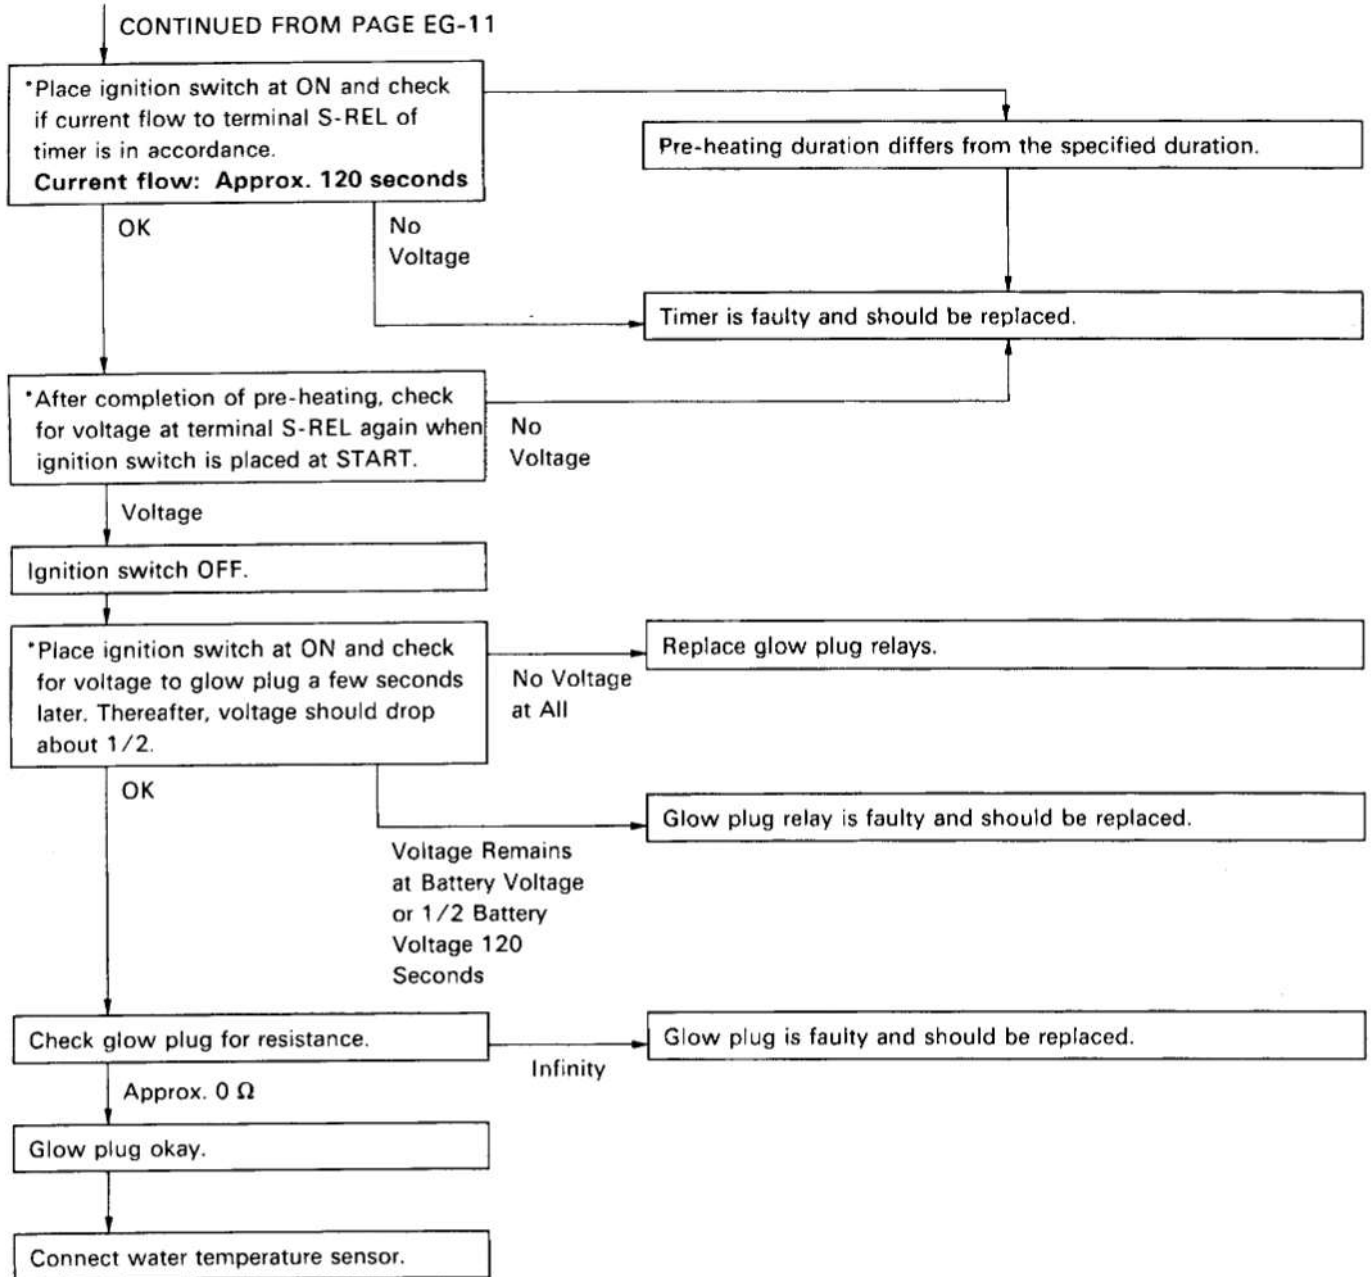 CONTINUED FROM PAGE EG-11
*Place ignition switch at ON and check
if current flow to terminal S-REL of
timer is in accordance.
Current flow: Approx. 120 seconds
Pre-heating duration differs from the specified duration.
OK
No
Voltage
Timer is faulty and should be replaced.
*After completion of pre-heating, check
for voltage at terminal S-REL again when
ignition switch is placed at START.
No
Voltage
Voltage
Ignition switch OFF.
*Place ignition switch at ON and check
for voltage to glow plug a few seconds
later. Thereafter, voltage should drop
about 1/2.
Replace glow plug relays.
No Voltage
at All
OK
Glow plug relay is faulty and should be replaced.
Voltage Remains
at Battery Voltage
or 1/2 Battery
Voltage 120
Seconds
Check glow plug for resistance.
Glow plug is faulty and should be replaced.
Infinity
Approx. 0 Ω
Glow plug okay.
Connect water temperature sensor.